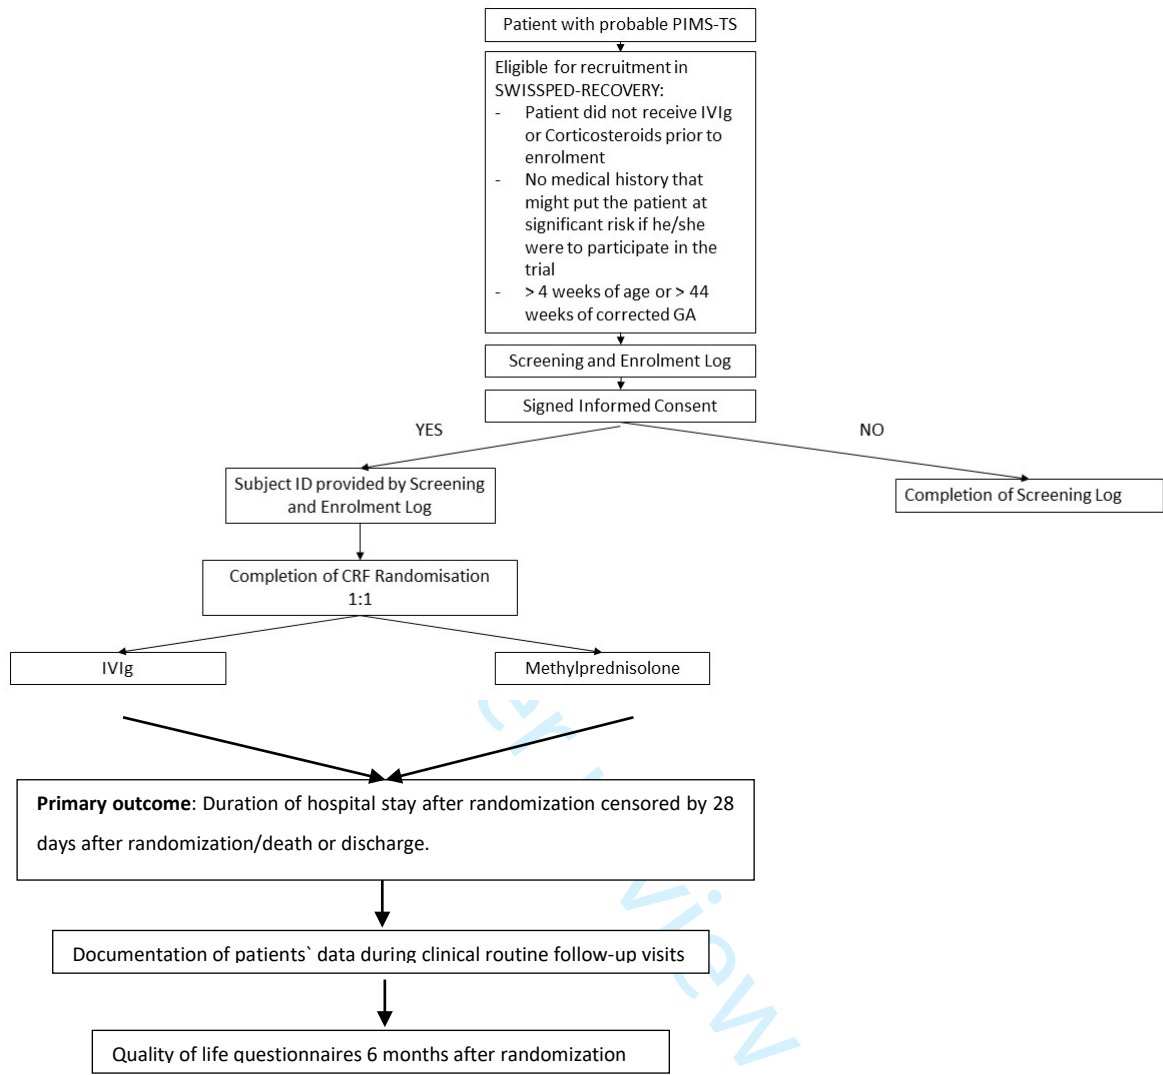 Patient with probable PIMS-TS
Eligible for recruitment in
SWISSPED-RECOVERY:
- Patient did not receive IVIg
or Corticosteroids prior to
enrolment
- No medical history that
might put the patient at
significant risk if he/she
were to participate in the
trial
- > 4 weeks of age or > 44
weeks of corrected GA
Screening and Enrolment Log
Signed Informed Consent
YES
NO
Subject ID provided by Screening
and Enrolment Log
Completion of Screening Log
Completion of CRF Randomisation
1:1
IVIg
Methylprednisolone
Primary outcome: Duration of hospital stay after randomization censored by 28
days after randomization/death or discharge.
Documentation of patients` data during clinical routine follow-up visits
Quality of life questionnaires 6 months after randomization